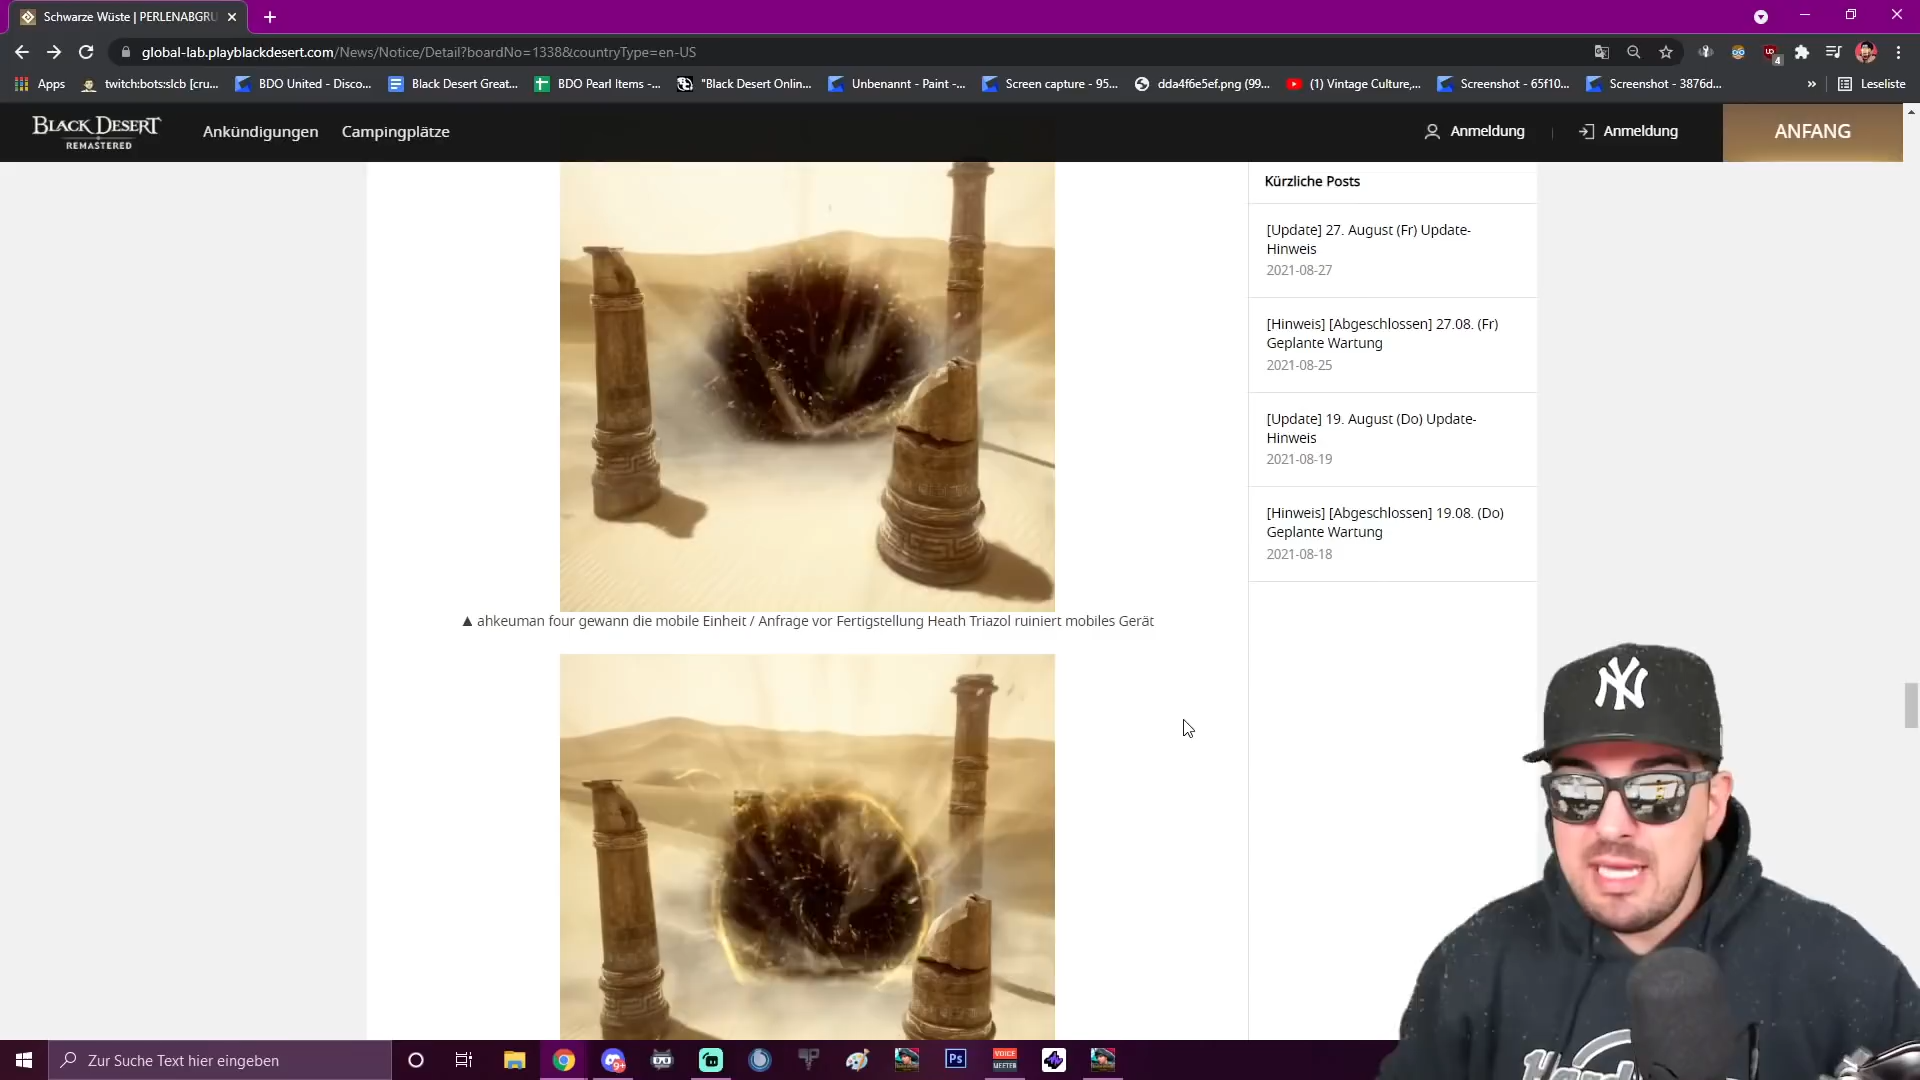 Schwarze Wüste | PERLENABGRU
global-lab.playblackdesert.com/News/Notice/Detail?boardNo=1338&countryType=en-US
Apps
twitch:bots:slcb [cru...
BDO United - Disco...
Black Desert Great...
BDO Pearl Items -...
"Black Desert Onlin...
Unbenannt - Paint -...
Screen capture - 95...
dda4f6e5ef.png (99...
(1) Vintage Culture,...
Screenshot - 65f10...
Screenshot - 3876d...
»
Leseliste
BLACK DESERT
REMASTERED
Ankündigungen
Campingplätze
Anmeldung
Anmeldung
ANFANG
Kürzliche Posts
[Update] 27. August (Fr) Update-
Hinweis
2021-08-27
[Hinweis] [Abgeschlossen] 27.08. (Fr)
Geplante Wartung
2021-08-25
[Update] 19. August (Do) Update-
Hinweis
2021-08-19
[Hinweis] [Abgeschlossen] 19.08. (Do)
Geplante Wartung
2021-08-18
▲ ahkeuman four gewann die mobile Einheit / Anfrage vor Fertigstellung Heath Triazol ruiniert mobiles Gerät
NY
Zur Suche Text hier eingeben
9+
Ps
VOICE
MEETER